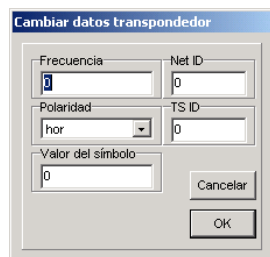 Cambiar datos transpondedor
Frecuencia
0
Net ID
0
Polaridad
hor
TS ID
0
Valor del símbolo
0
Cancelar
OK